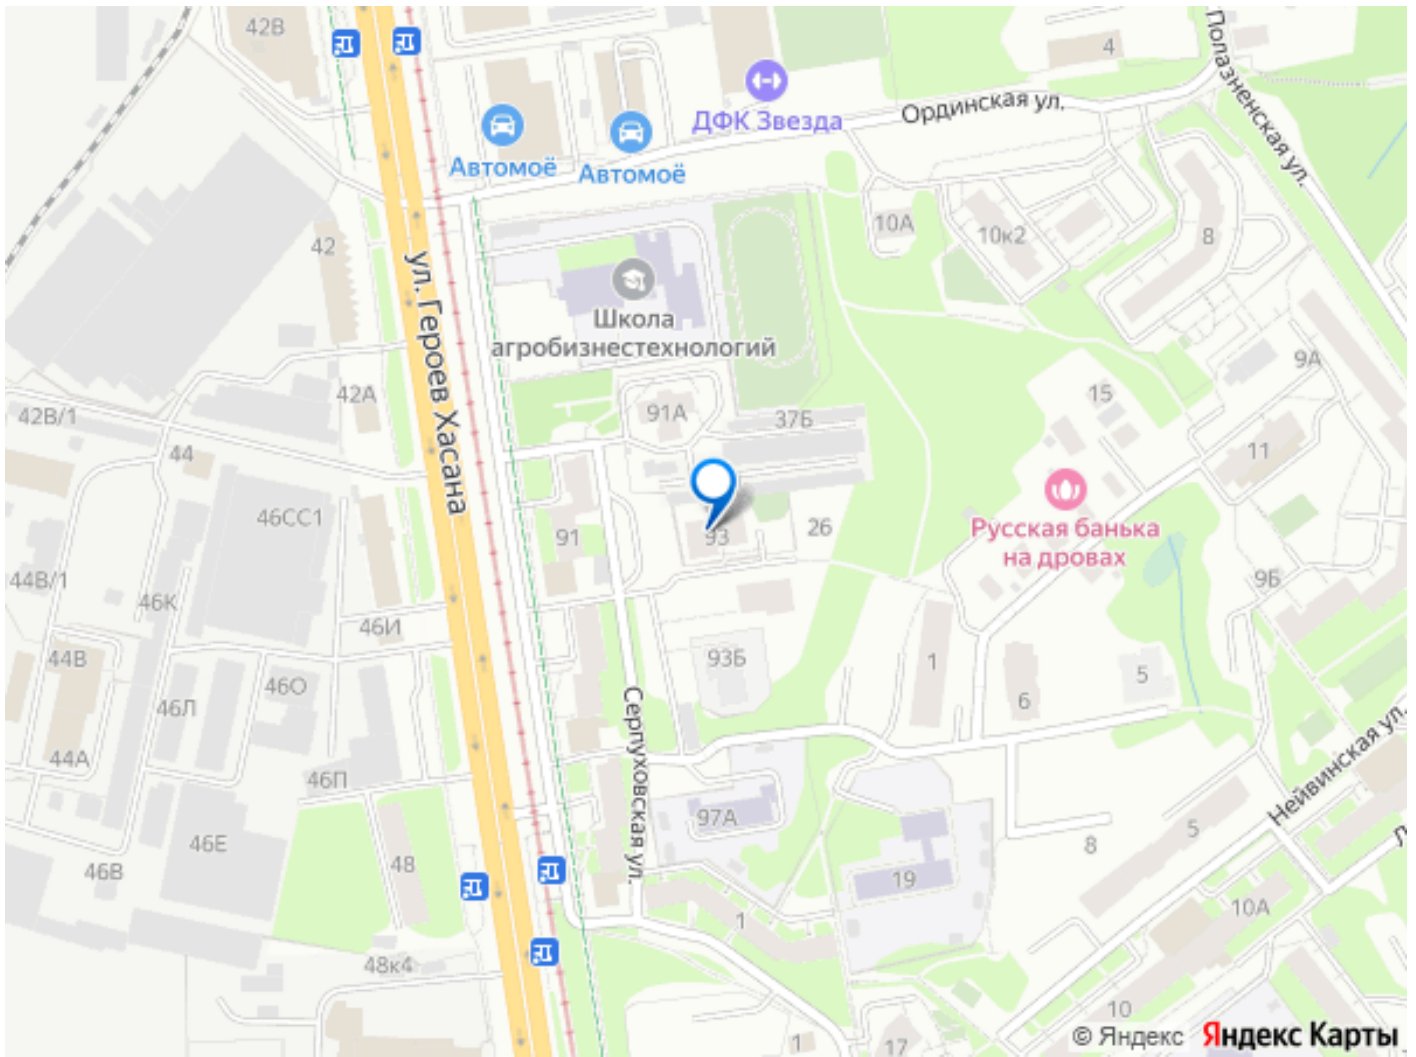 42В
4
Полазненская ул.
ДФК Звезда
Ординская ул.
Автомоё
Автомоё
10А
10к2
8
42
ул. Героев Хасана
Школа
агробизнестехнологий
9А
42А
15
42В/1
91А
37Б
11
44
46СС1
Русская банька
на дровах
91
93
26
44В/1
9Б
46К
46И
44В
93Б
1
5
46О
6
46Л
Серпуховская ул.
44А
46П
Нейвинская ул.
97А
5
46Е
8
Л
46В
48
19
10А
1
48к4
10
17
1
© Яндекс Яндекс Карты